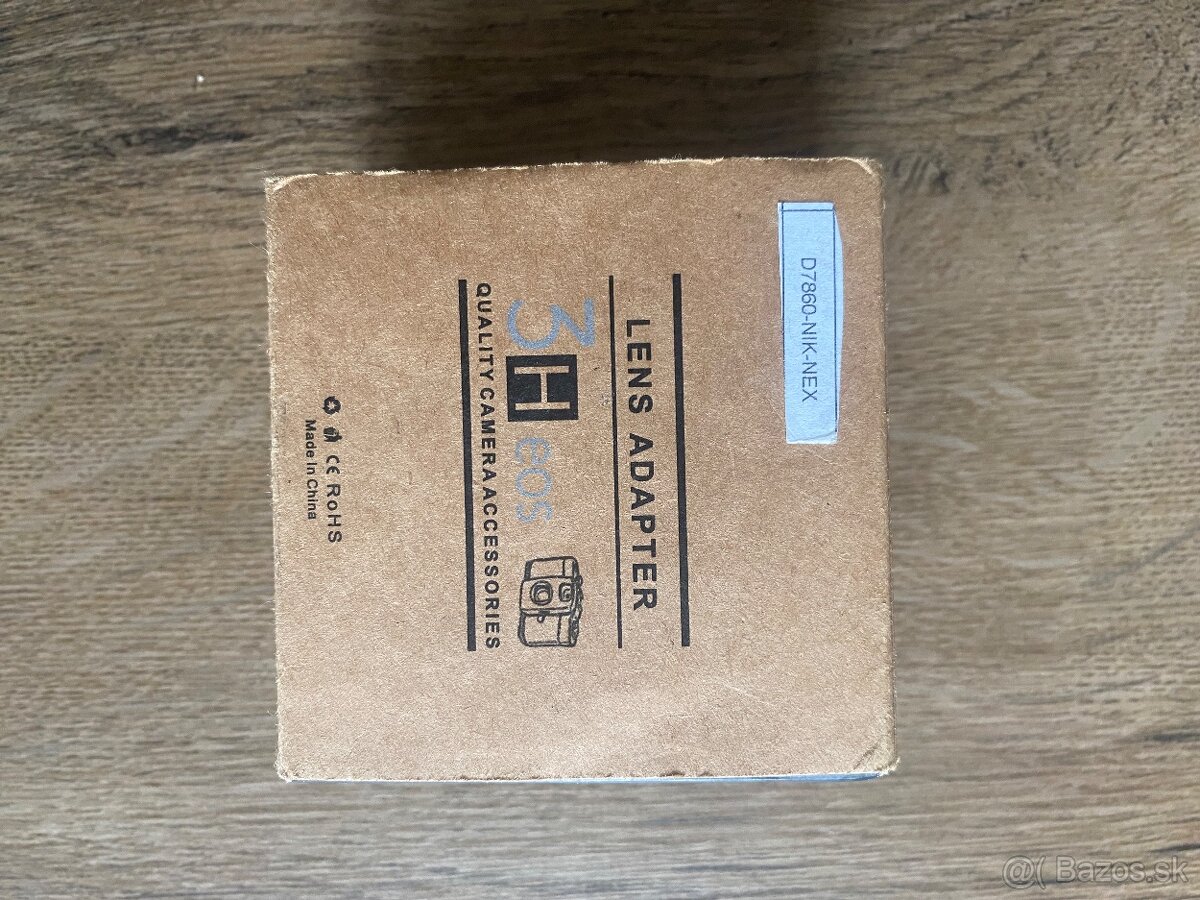 D7860-NIK-NEX
LENS ADAPTER
3H eos
QUALITY CAMERA ACCESSORIES
CE RoHS
Made In China
@( Bazos.sk